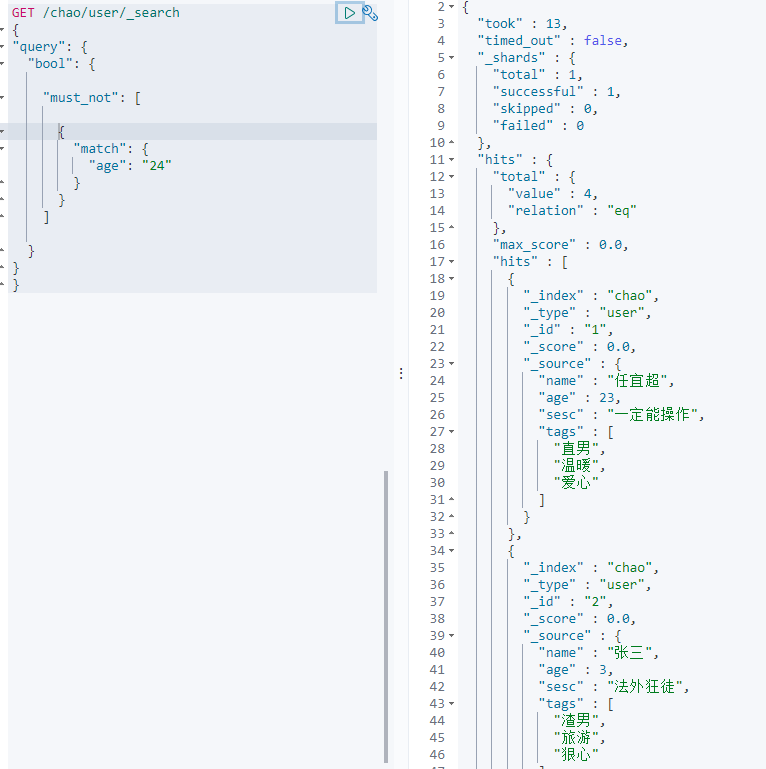 GET /chao/user/_search
{
"query": {
"bool": {
"must_not": [
{
"match": {
"age": "24"
}
}
]
}
}
}
2 {
3 "took" : 13,
4 "timed_out" : false,
5 "_shards" : {
6 "total" : 1,
7 "successful" : 1,
8 "skipped" : 0,
9 "failed" : 0
10 },
11 "hits" : {
12 "total" : {
13 "value" : 4,
14 "relation" : "eq"
15 },
16 "max_score" : 0.0,
17 "hits" : [
18 {
19 "_index" : "chao",
20 "_type" : "user",
21 "_id" : "1",
22 "_score" : 0.0,
23 "_source" : {
24 "name" : "任宜超",
25 "age" : 23,
26 "sesc" : "一定能操作",
27 "tags" : [
28 "直男",
29 "温暖",
30 "爱心"
31 ]
32 }
33 },
34 {
35 "_index" : "chao",
36 "_type" : "user",
37 "_id" : "2",
38 "_score" : 0.0,
39 "_source" : {
40 "name" : "张三",
41 "age" : 3,
42 "sesc" : "法外狂徒",
43 "tags" : [
44 "渣男",
45 "旅游",
46 "狠心"